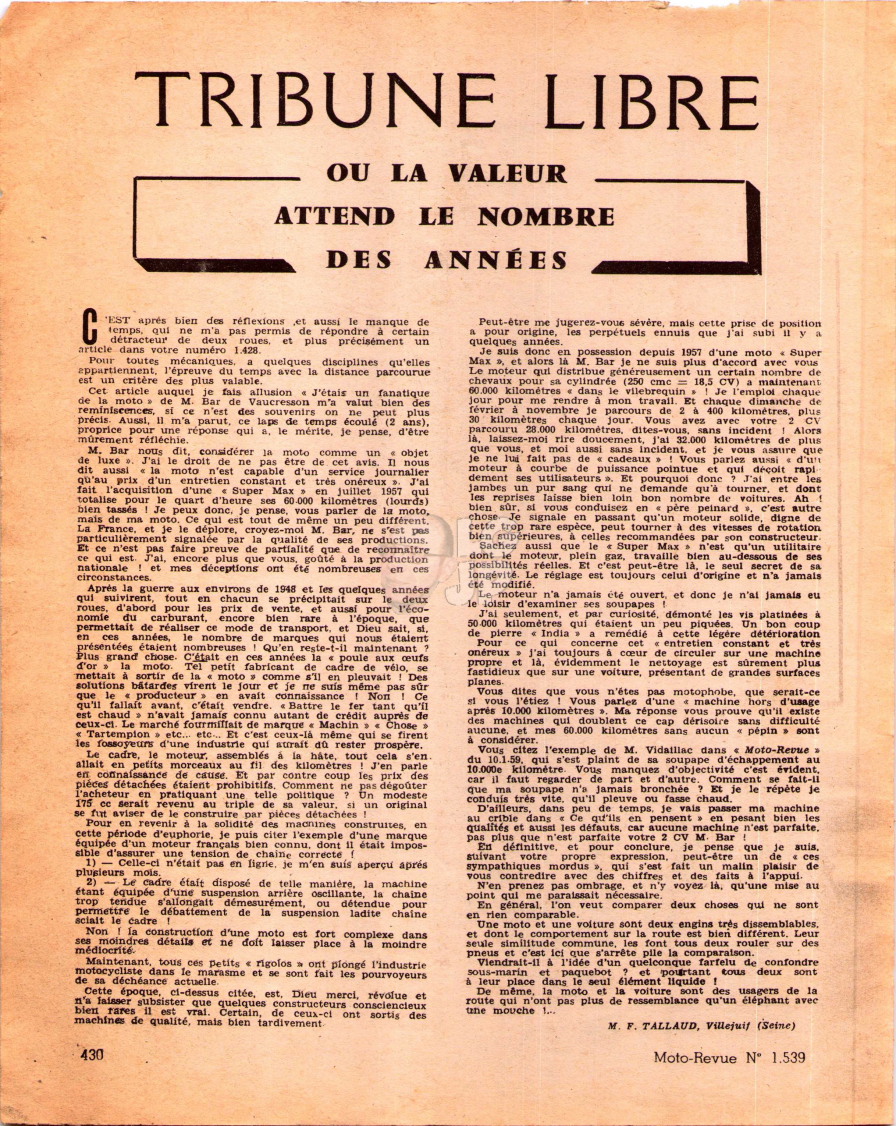 TRIBUNE LIBRE
OU LA VALEUR
ATTEND LE NOMBRE
DES ANNÉES
C'EST après bien des réflexions ,et aussi le manque de
temps, qui ne m'a pas permis de répondre à certain
détracteur de deux roues, et plus précisément un
article dans votre numéro 1.428.
Pour toutes mécaniques, a quelques disciplines qu'elles
appartiennent, l'épreuve du temps avec la distance parcourue
est un critère des plus valable.
Cet article auquel je fais allusion « J'étais un fanatique
de la moto » de M. Bar de Vaucresson m'a valut bien des
reminiscences, si ce n'est des souvenirs on ne peut plus
précis. Aussi, il m'a parut, ce laps de temps écoulé (2 ans),
proprice pour une réponse qui a, le mérite, je pense, d'être
mûrement réfléchie.
M. Bar nous dit, considérer la moto comme un « objet
de luxe ». J'ai le droit de ne pas être de cet avis. Il nous
dit aussi « la moto n'est capable d'un service journalier
qu'au prix d'un entretien constant et très onéreux ». J'ai
fait l'acquisition d'une « Super Max » en juillet 1957 qui
totalise pour le quart d'heure ses 60.000 kilomètres (lourds)
bien tassés ! Je peux donc, je pense, vous parler de la moto,
mais de ma moto. Ce qui est tout de même un peu différent.
La France, et je le déplore, croyez-moi M. Bar, ne s'est pas
particulièrement signalée par la qualité de ses productions.
Et ce n'est pas faire preuve de partialité que de reconnaître
ce qui est. J'ai, encore plus que vous, goûté à la production
nationale ! et mes déceptions ont été nombreuses en ces
circonstances.
Après la guerre aux environs de 1948 et les quelques années
qui suivirent, tout en chacun se précipitait sur le deux
roues, d'abord pour les prix de vente, et aussi pour l'éco-
nomie du carburant, encore bien rare à l'époque, que
permettait de réaliser ce mode de transport, et Dieu sait, si,
en ces années, le nombre de marques qui nous étaient
présentées étaient nombreuses ! Qu'en reste-t-il maintenant ?
Plus grand chose. C'était en ces années la « poule aux œufs
d'or » la moto. Tel petit fabricant de cadre de vélo, se
mettait à sortir de la « moto » comme s'il en pleuvait ! Des
solutions bâtardes virent le jour et je ne suis même pas sûr
que le « producteur » en avait connaissance ! Non ! Ce
qu'il fallait avant, c'était vendre. « Battre le fer tant qu'il
est chaud » n'avait jamais connu autant de crédit auprès de
ceux-ci. Le marché fourmillait de marque « Machin » « Chose »
« Tartempion » etc... etc... Et c'est ceux-là même qui se firent
les fossoyeurs d'une industrie qui aurait dû rester prospère.
Le cadre, le moteur, assemblés à la hâte, tout cela s'en
allait en petits morceaux au fil des kilomètres ! J'en parle
en connaissance de cause. Et par contre coup les prix des
pièces détachées étaient prohibitifs. Comment ne pas dégoûter
l'acheteur en pratiquant une telle politique ? Un modeste
175 cc serait revenu au triple de sa valeur, si un original
se fut aviser de le construire par pièces détachées !
Pour en revenir à la solidité des machines construites, en
cette période d'euphorie, je puis citer l'exemple d'une marque
équipée d'un moteur français bien connu, dont il était impos-
sible d'assurer une tension de chaîne correcte !
1) — Celle-ci n'était pas en ligne, je m'en suis aperçu après
plusieurs mois.
2) — Le cadre était disposé de telle manière, la machine
étant équipée d'une suspension arrière oscillante, la chaîne
trop tendue s'allongait démesurément, ou détendue pour
permettre le débattement de la suspension ladite chaîne
sciait le cadre !
Non ! la construction d'une moto est fort complexe dans
ses moindres détails et ne doit laisser place à la moindre
médiocrité.
Maintenant, tous ces petits « rigolos » ont plongé l'industrie
motocycliste dans le marasme et se sont fait les pourvoyeurs
de sa déchéance actuelle.
Cette époque, ci-dessus citée, est, Dieu merci, révolue et
n'a laisser subsister que quelques constructeurs consciencieux
bien rares il est vrai. Certain, de ceux-ci ont sortis des
machines de qualité, mais bien tardivement.
Peut-être me jugerez-vous sévère, mais cette prise de position
a pour origine, les perpétuels ennuis que j'ai subi il y a
quelques années.
Je suis donc en possession depuis 1957 d'une moto « Super
Max », et alors là M. Bar je ne suis plus d'accord avec vous
Le moteur qui distribue généreusement un certain nombre de
chevaux pour sa cylindrée (250 cmc = 18,5 CV) a maintenant
60.000 kilomètres « dans le vilebrequin » ! Je l'emploi chaque
jour pour me rendre à mon travail. Et chaque dimanche de
février à novembre je parcours de 2 à 400 kilomètres, plus
30 kilomètres chaque jour. Vous avez avec votre 2 CV
parcouru 28.000 kilomètres, dites-vous, sans incident ! Alors
là, laissez-moi rire doucement, j'ai 32.000 kilomètres de plus
que vous, et moi aussi sans incident, et je vous assure que
je ne lui fait pas de « cadeaux » ! Vous parlez aussi « d'un
moteur à courbe de puissance pointue et qui déçoit rapi-
dement ses utilisateurs ». Et pourquoi donc ? J'ai entre les
jambes un pur sang qui ne demande qu'à tourner, et dont
les reprises laisse bien loin bon nombre de voitures. Ah !
bien sûr, si vous conduisez en « père peinard », c'est autre
chose. Je signale en passant qu'un moteur solide, digne de
cette trop rare espèce, peut tourner à des vitesses de rotation
bien supérieures, à celles recommandées par son constructeur.
Sachez aussi que le « Super Max » n'est qu'un utilitaire
dont le moteur, plein gaz, travaille bien au-dessous de ses
possibilités réelles. Et c'est peut-être là, le seul secret de sa
longévité. Le réglage est toujours celui d'origine et n'a jamais
été modifié.
Le moteur n'a jamais été ouvert, et donc je n'ai jamais eu
le loisir d'examiner ses soupapes !
J'ai seulement, et par curiosité, démonté les vis platinées à
50.000 kilomètres qui étaient un peu piquées. Un bon coup
de pierre « India » a remédié à cette légère détérioration
Pour ce qui concerne cet « entretien constant et très
onéreux » j'ai toujours à cœur de circuler sur une machine
propre et là, évidemment le nettoyage est sûrement plus
fastidieux que sur une voiture, présentant de grandes surfaces
planes.
Vous dites que vous n'êtes pas motophobe, que serait-ce
si vous l'étiez ! Vous parlez d'une « machine hors d'usage
après 10.000 kilomètres ». Ma réponse vous prouve qu'il existe
des machines qui doublent ce cap dérisoire sans difficulté
aucune, et mes 60.000 kilomètres sans aucun « pépin » sont
à considérer.
Vous citez l'exemple de M. Vidaillac dans « Moto-Revue »
du 10.1.59, qui s'est plaint de sa soupape d'échappement au
10.000e kilomètre. Vous manquez d'objectivité c'est évident,
car il faut regarder de part et d'autre. Comment se fait-il
que ma soupape n'a jamais bronchée ? Et je le répète je
conduis très vite, qu'il pleuve ou fasse chaud.
D'ailleurs, dans peu de temps, je vais passer ma machine
au crible dans « Ce qu'ils en pensent » en pesant bien les
qualités et aussi les défauts, car aucune machine n'est parfaite,
pas plus que n'est parfaite votre 2 CV M. Bar !
En définitive, et pour conclure, je pense que je suis,
suivant votre propre expression, peut-être un de « ces
sympathiques mordus », qui s'est fait un malin plaisir de
vous contredire avec des chiffres et des faits à l'appui.
N'en prenez pas ombrage, et n'y voyez là, qu'une mise au
point qui me paraissait nécessaire.
En général, l'on veut comparer deux choses qui ne sont
en rien comparable.
Une moto et une voiture sont deux engins très dissemblables,
et dont le comportement sur la route est bien différent. Leur
seule similitude commune, les font tous deux rouler sur des
pneus et c'est ici que s'arrête plie la comparaison.
Viendrait-il à l'idée d'un quelconque farfelu de confondre
sous-marin et paquebot ? et pourtant tous deux sont
à leur place dans le seul élément liquide !
De même, la moto et la voiture sont des usagers de la
route qui n'ont pas plus de ressemblance qu'un éléphant avec
une mouche !...
M. F. TALLAUD, Villejuif (Seine)
430
Moto-Revue N° 1.539